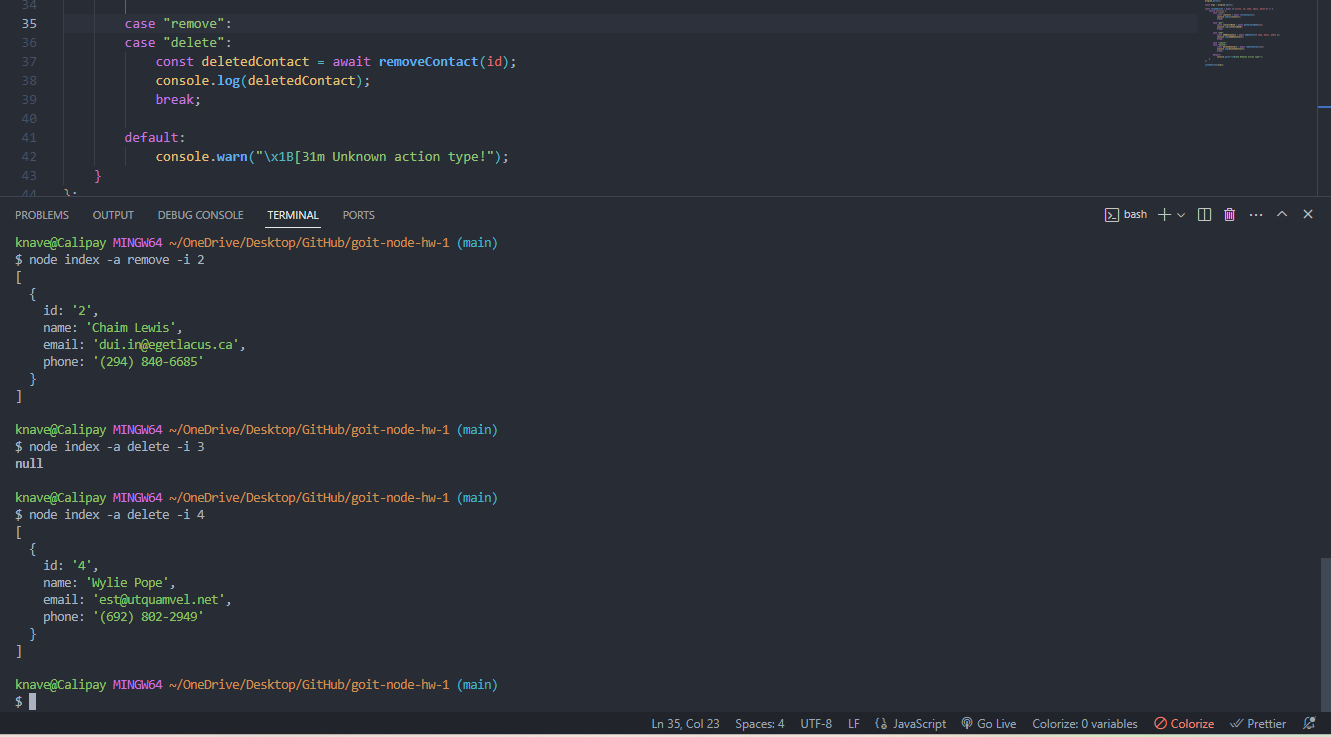 34
35 case "remove":
36 case "delete":
37 const deletedContact = await removeContact(id);
38 console.log(deletedContact);
39 break;
40
41 default:
42 console.warn("\x1B[31m Unknown action type!");
43 }
44 };
PROBLEMS OUTPUT DEBUG CONSOLE TERMINAL PORTS bash
knave@Calipay MINGW64 ~/OneDrive/Desktop/GitHub/goit-node-hw-1 (main)
$ node index -a remove -i 2
[
{
id: '2',
name: 'Chaim Lewis',
email: 'dui.in@egetlacus.ca',
phone: '(294) 840-6685'
}
]
knave@Calipay MINGW64 ~/OneDrive/Desktop/GitHub/goit-node-hw-1 (main)
$ node index -a delete -i 3
null
knave@Calipay MINGW64 ~/OneDrive/Desktop/GitHub/goit-node-hw-1 (main)
$ node index -a delete -i 4
[
{
id: '4',
name: 'Wylie Pope',
email: 'est@utquamvel.net',
phone: '(692) 802-2949'
}
]
knave@Calipay MINGW64 ~/OneDrive/Desktop/GitHub/goit-node-hw-1 (main)
$
Ln 35, Col 23 Spaces: 4 UTF-8 LF JavaScript Go Live Colorize: 0 variables Colorize Prettier